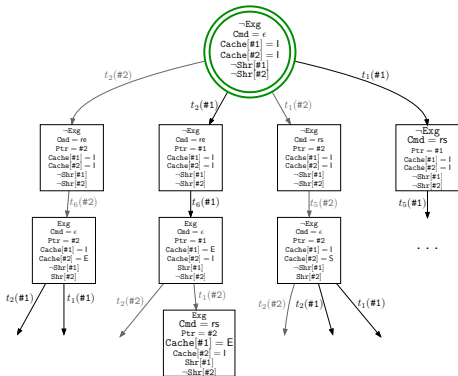 ¬Exg
Cmd = ϵ
Cache[#1] = I
Cache[#2] = I
¬Shr[#1]
¬Shr[#2]
t₂(#2)
t₂(#1)
t₁(#2)
t₁(#1)
¬Exg
Cmd = re
Ptr = #2
Cache[#1] = I
Cache[#2] = I
¬Shr[#1]
¬Shr[#2]
¬Exg
Cmd = re
Ptr = #1
Cache[#1] = I
Cache[#2] = I
¬Shr[#1]
¬Shr[#2]
¬Exg
Cmd = rs
Ptr = #2
Cache[#1] = I
Cache[#2] = I
¬Shr[#1]
¬Shr[#2]
¬Exg
Cmd = rs
Ptr = #1
Cache[#1] = I
Cache[#2] = I
¬Shr[#1]
¬Shr[#2]
t₆(#2)
t₆(#1)
t₅(#2)
t₅(#1)
Exg
Cmd = ϵ
Ptr = #2
Cache[#1] = I
Cache[#2] = E
¬Shr[#1]
Shr[#2]
Exg
Cmd = ϵ
Ptr = #1
Cache[#1] = E
Cache[#2] = I
Shr[#1]
¬Shr[#2]
¬Exg
Cmd = ϵ
Ptr = #2
Cache[#1] = I
Cache[#2] = S
¬Shr[#1]
Shr[#2]
. . .
t₂(#1)
t₁(#1)
t₂(#2)
t₁(#2)
t₂(#2)
t₂(#1)
t₁(#1)
Exg
Cmd = rs
Ptr = #2
Cache[#1] = E
Cache[#2] = I
Shr[#1]
¬Shr[#2]